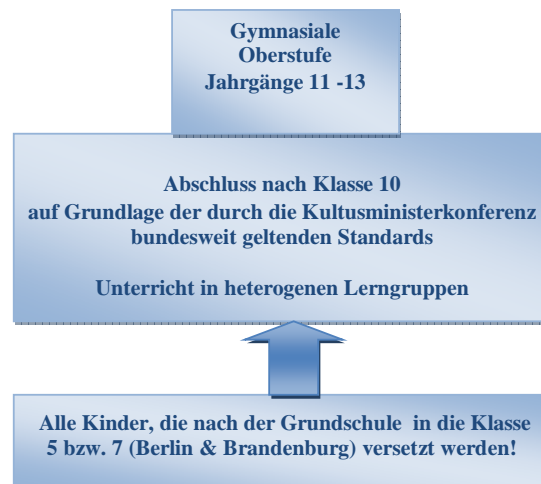 Gymnasiale
Oberstufe
Jahrgänge 11 -13
Abschluss nach Klasse 10
auf Grundlage der durch die Kultusministerkonferenz
bundesweit geltenden Standards
Unterricht in heterogenen Lerngruppen
Alle Kinder, die nach der Grundschule in die Klasse
5 bzw. 7 (Berlin & Brandenburg) versetzt werden!